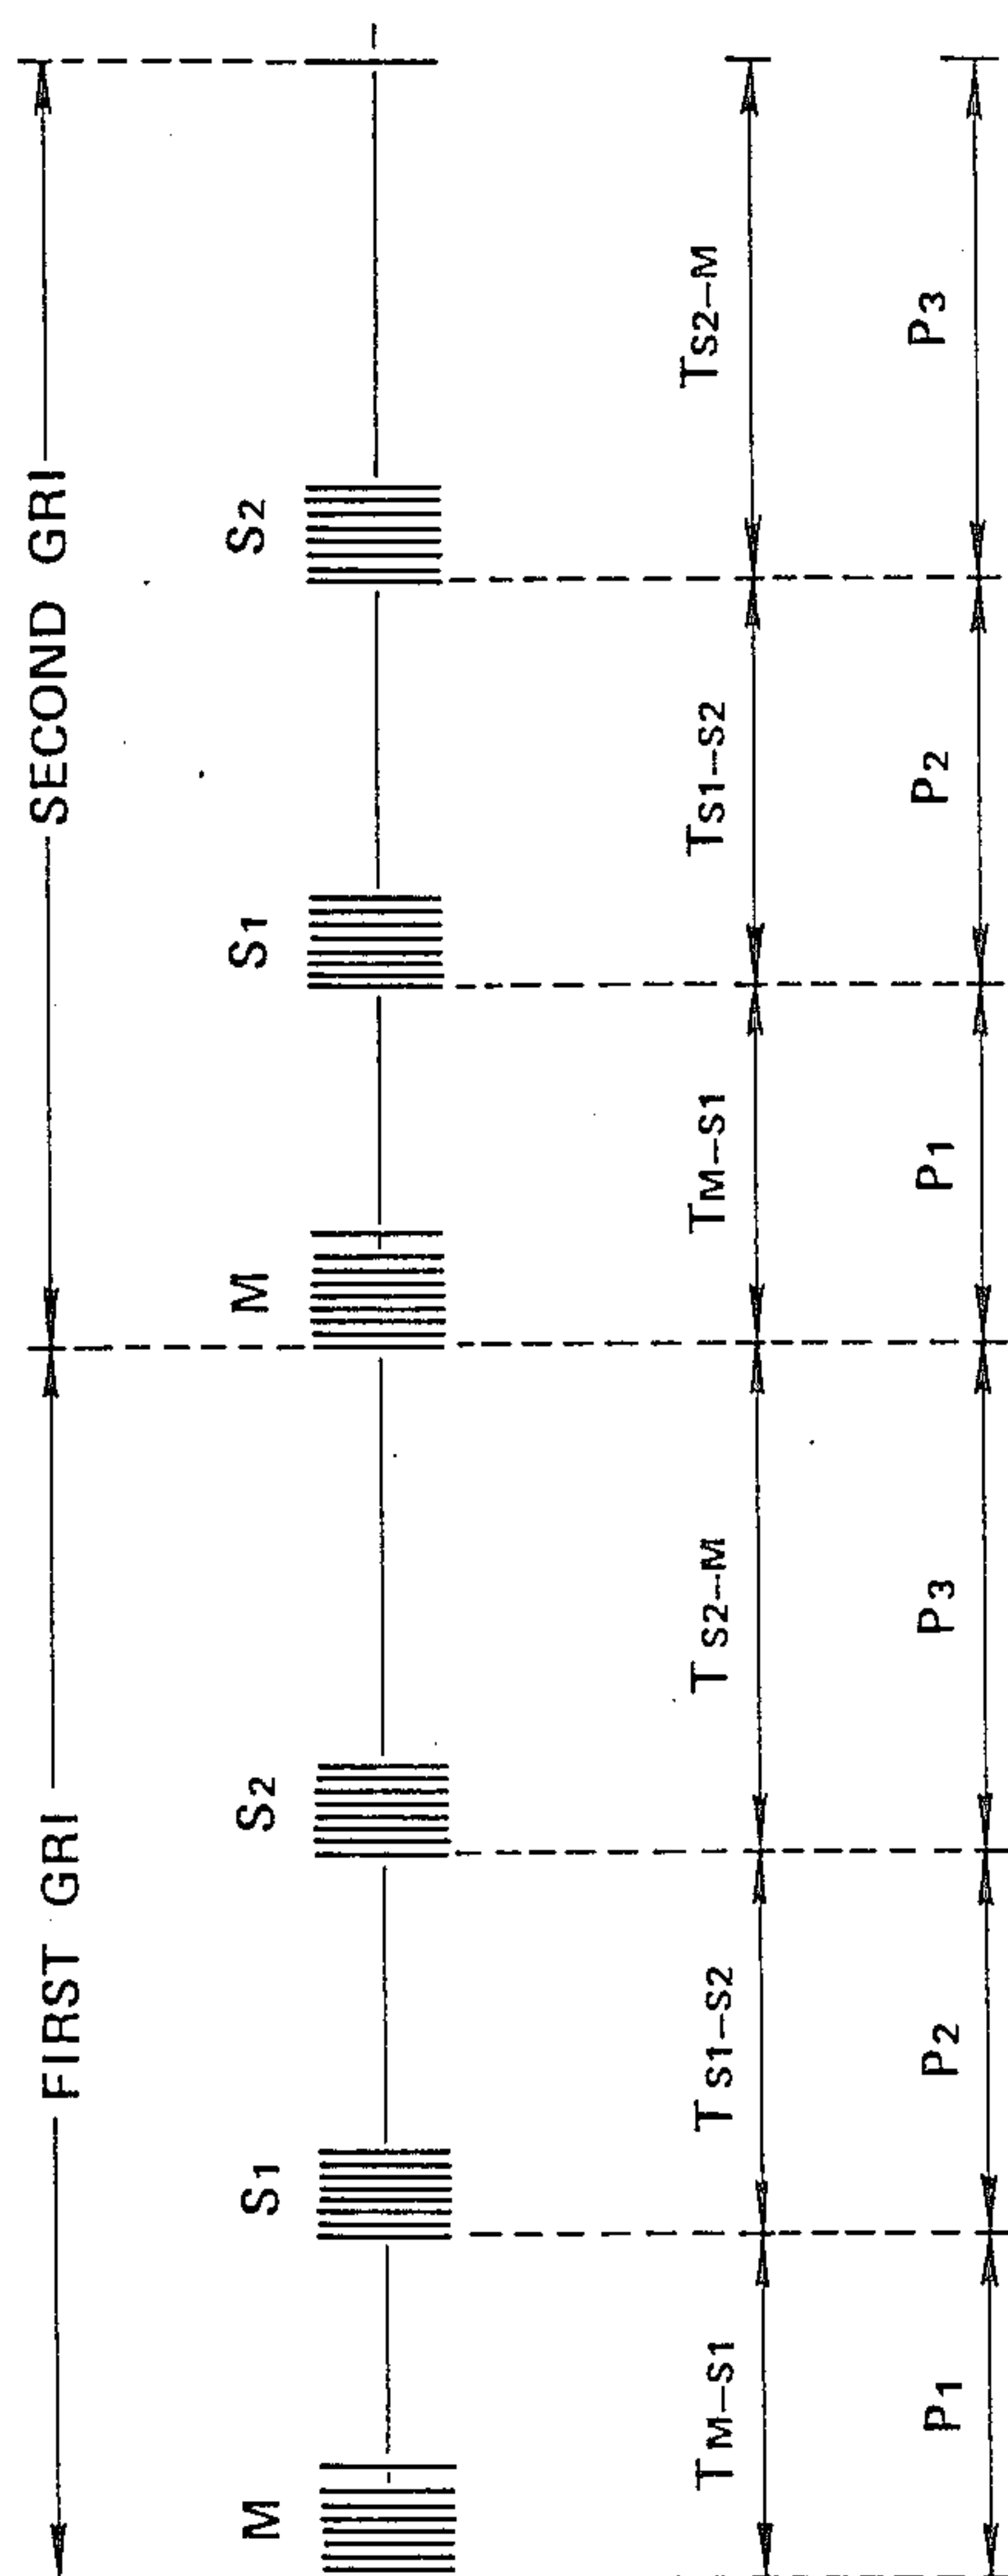 FIRST GRI SECOND GRI
M S1 S2 M S1 S2
TM-S1 TS1-S2 TS2-M TM-S1 TS1-S2 TS2-M
P1 P2 P3 P1 P2 P3